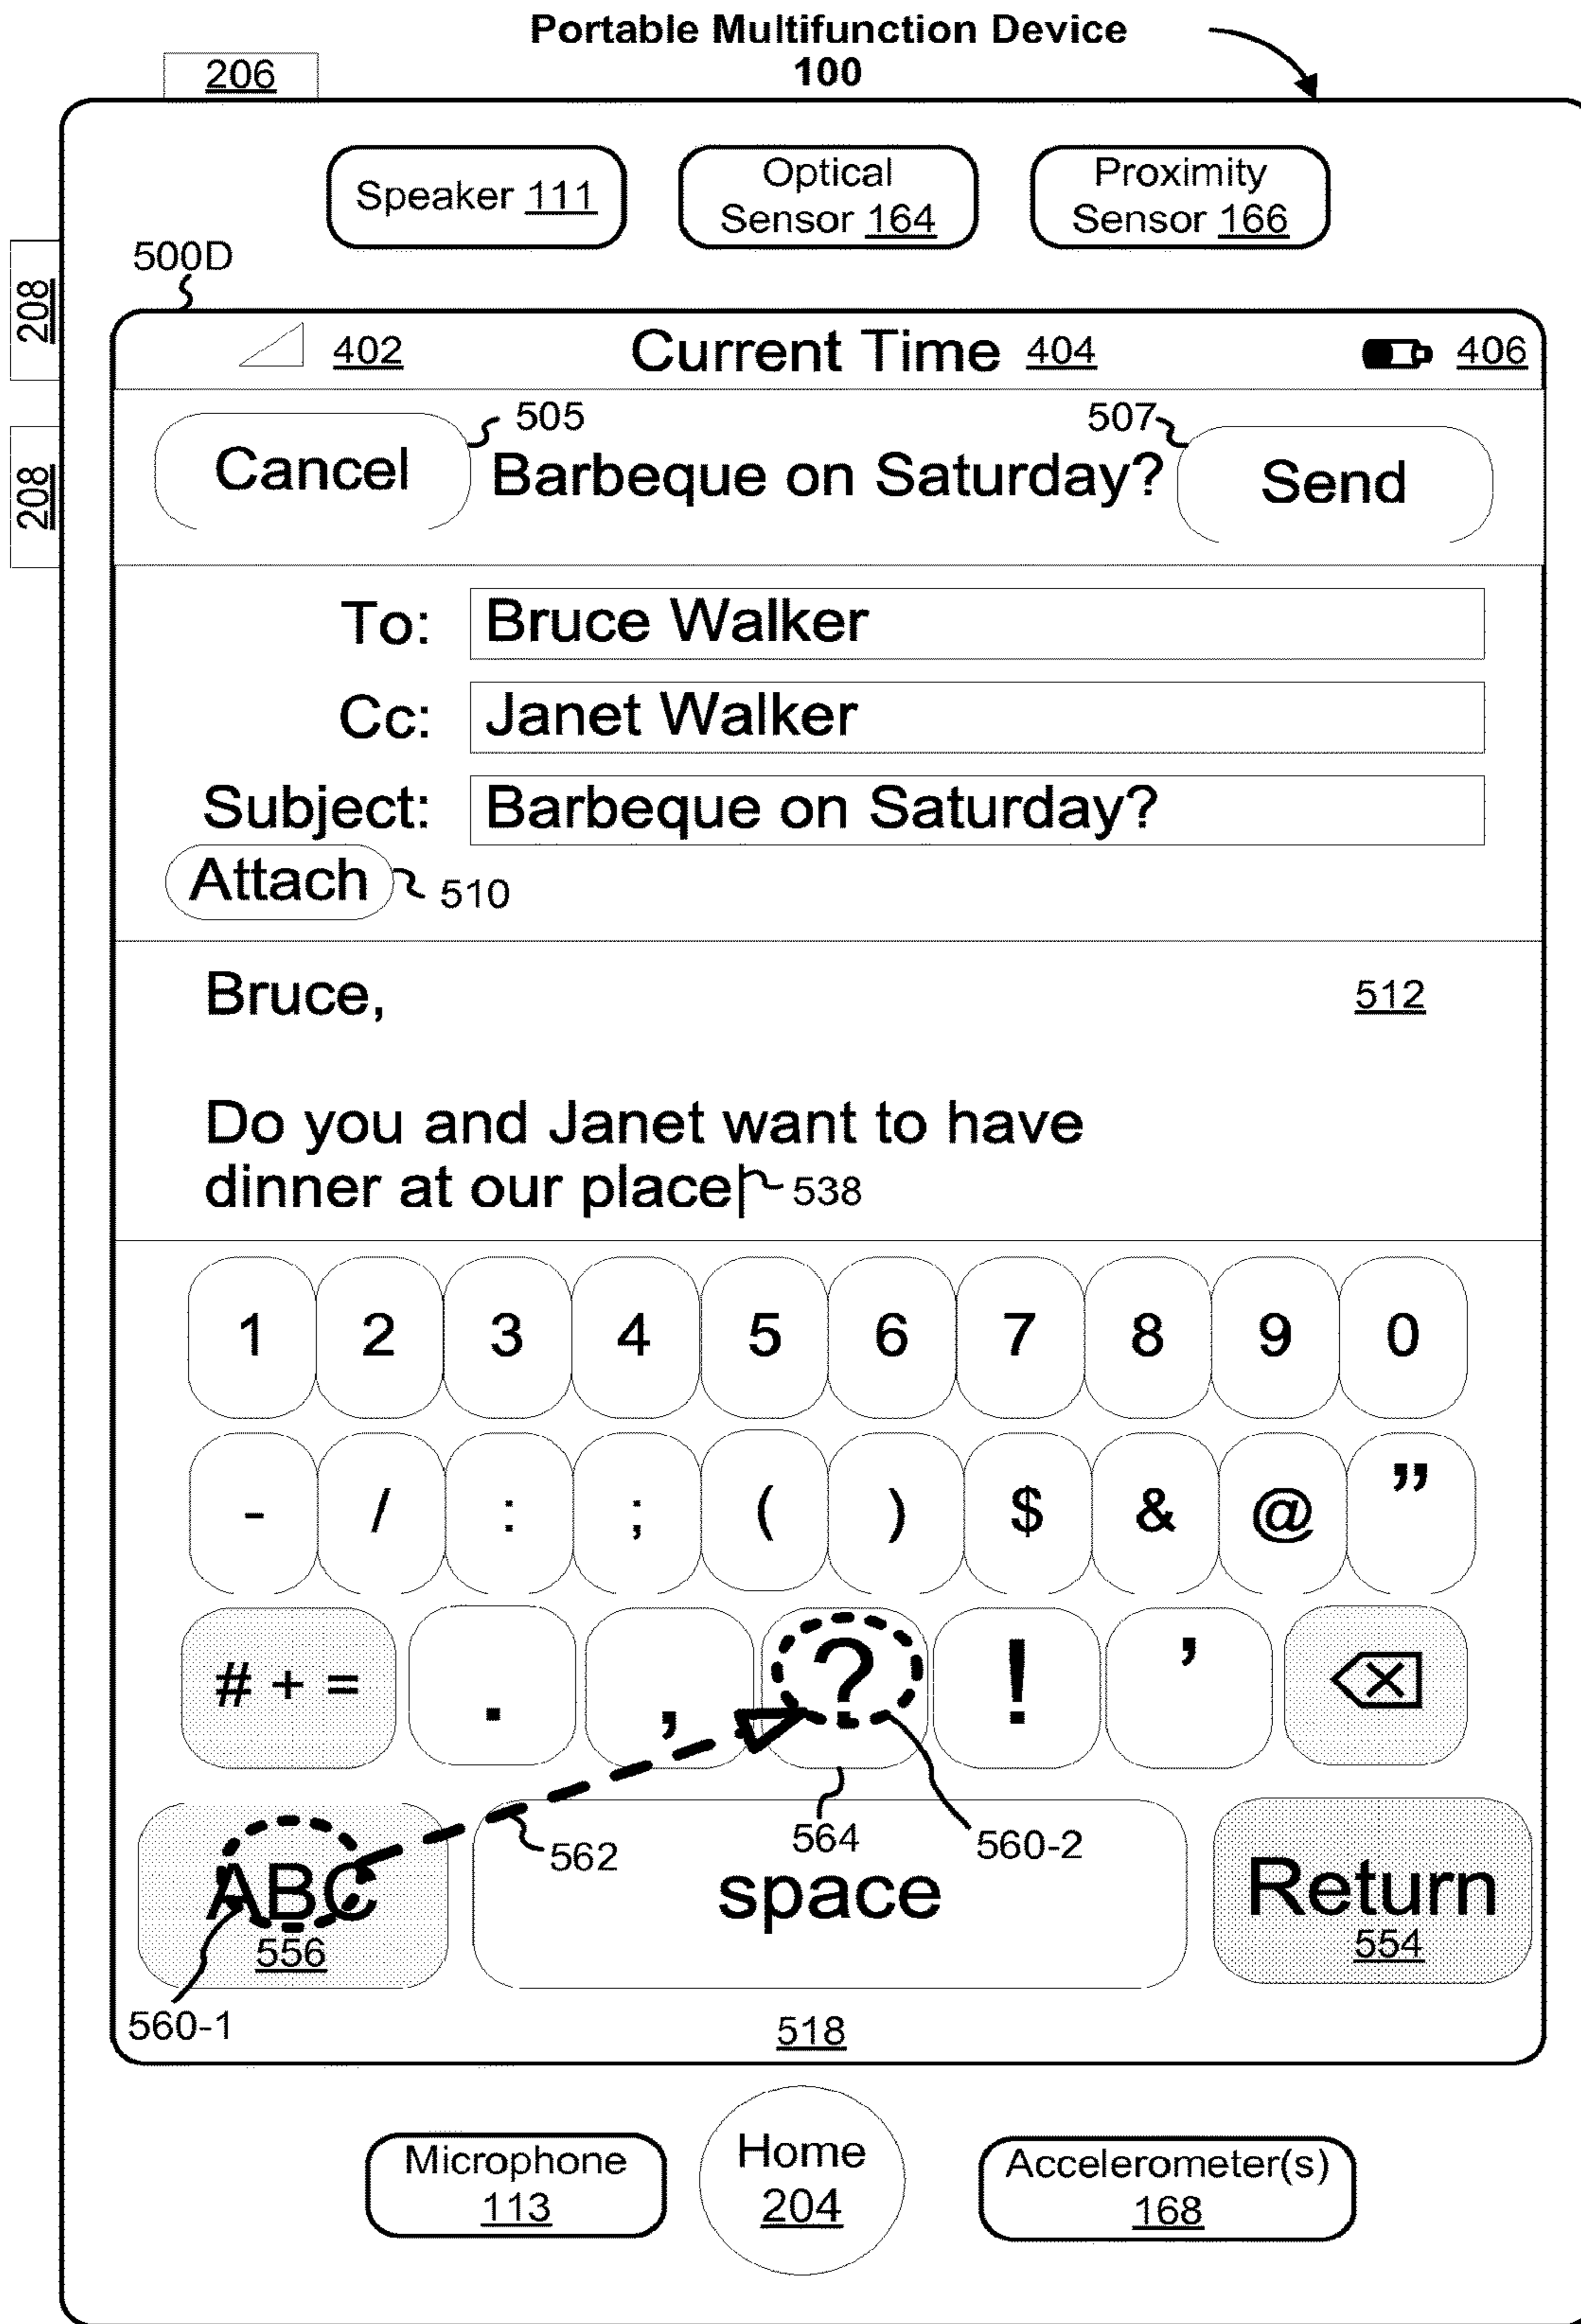 Portable Multifunction Device
100
206
Speaker 111
Optical
Sensor 164
Proximity
Sensor 166
208
500D
402 Current Time 404 406
208
505
507
Cancel Barbeque on Saturday? Send
To: Bruce Walker
Cc: Janet Walker
Subject: Barbeque on Saturday?
Attach 510
Bruce, 512
Do you and Janet want to have
dinner at our place 538
1 2 3 4 5 6 7 8 9 0
- / : ; ( ) $ & @ ”
# + = . , ? ! ’
562 564 560-2
ABC space Return
556 554
560-1
518
Microphone
113
Home
204
Accelerometer(s)
168